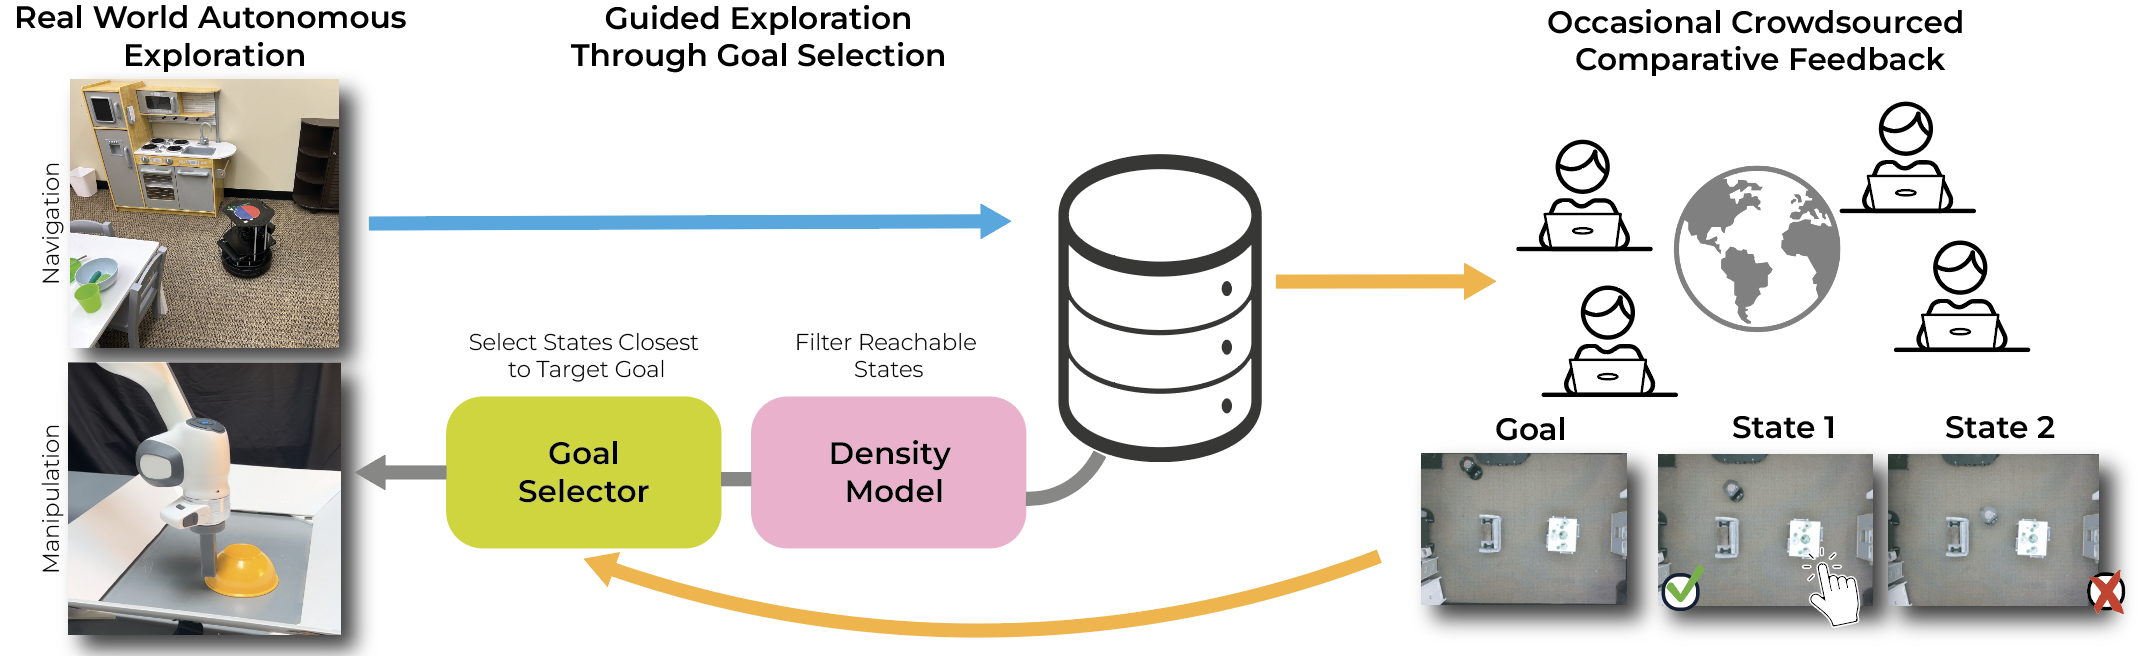 Real World Autonomous
Exploration
Guided Exploration
Through Goal Selection
Occasional Crowdsourced
Comparative Feedback
Navigation
Manipulation
Select States Closest
to Target Goal
Filter Reachable
States
Goal
Selector
Density
Model
Goal
State 1
State 2